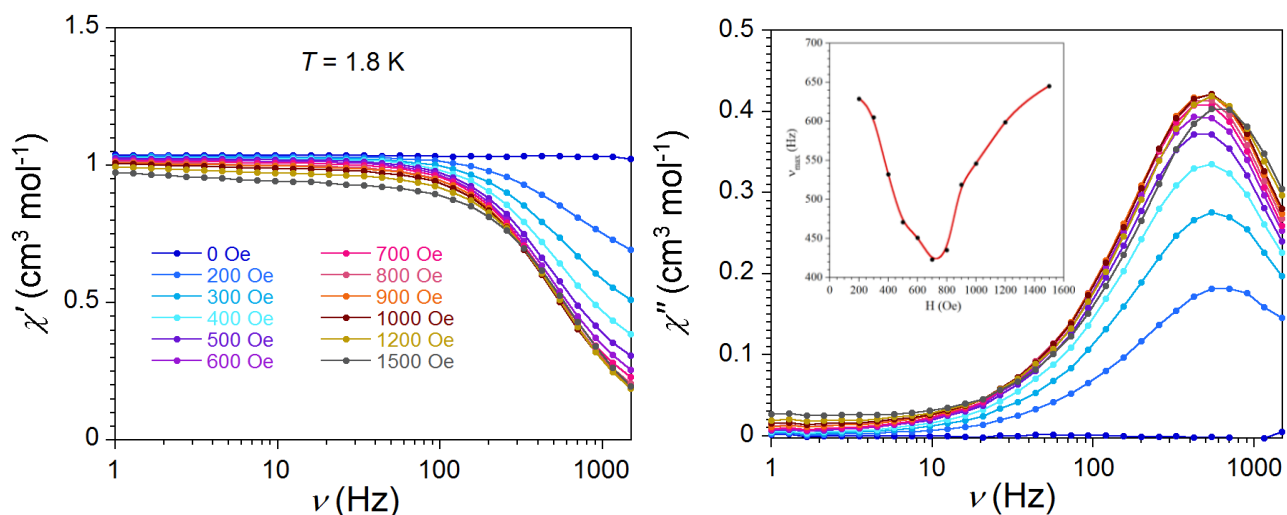 1.5
1
0.5
0
χ′ (cm³ mol⁻¹)
T = 1.8 K
0 Oe
200 Oe
300 Oe
400 Oe
500 Oe
600 Oe
700 Oe
800 Oe
900 Oe
1000 Oe
1200 Oe
1500 Oe
1 10 100 1000
ν (Hz)
0.5
0.4
0.3
0.2
0.1
0
χ″ (cm³ mol⁻¹)
700
650
600
550
500
450
400
νmax (Hz)
0 200 400 600 800 1000 1200 1400 1600
H (Oe)
1 10 100 1000
ν (Hz)